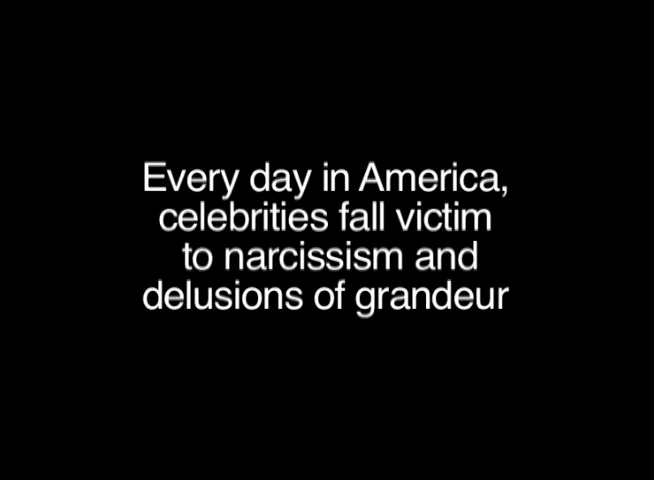 Every day in America,
celebrities fall victim
to narcissism and
delusions of grandeur